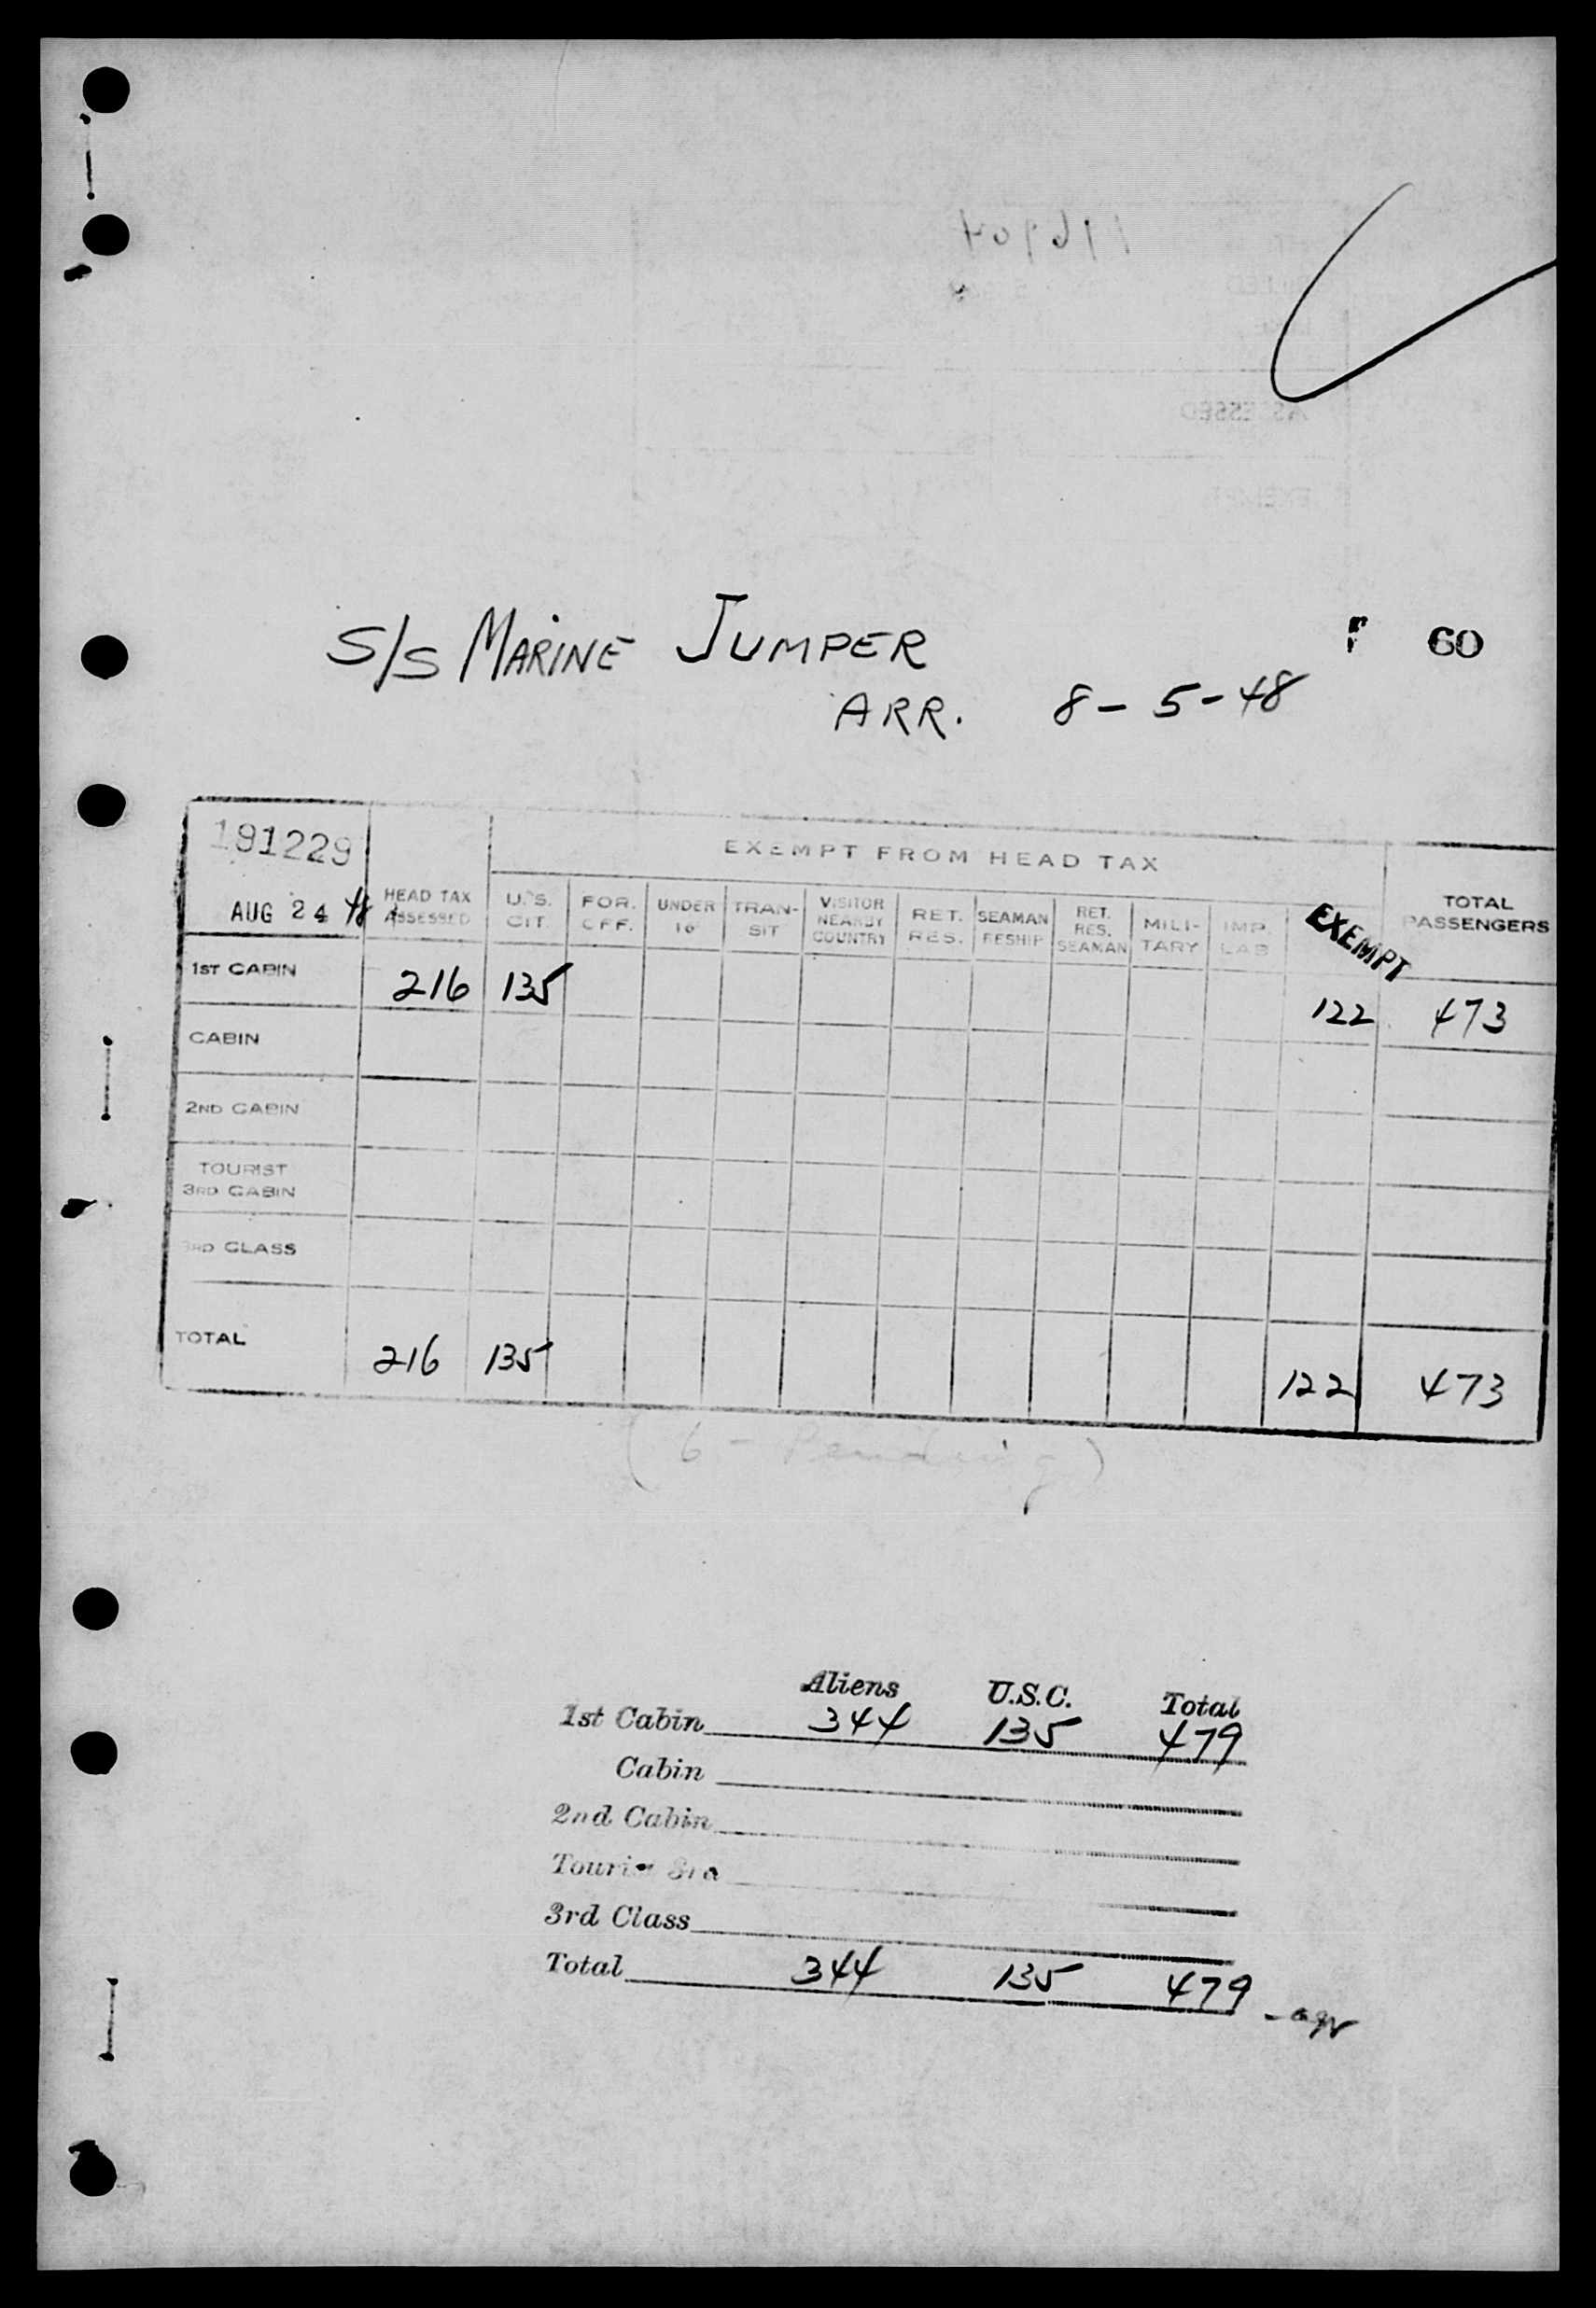 S/S MARINE JUMPER
60
ARR. 8-5-48
191229
AUG 24 48
HEAD TAX ASSESSED
EXEMPT FROM HEAD TAX
TOTAL PASSENGERS
U.S. CIT.
FOR. OFF.
UNDER 16
TRAN-SIT
VISITOR NEARBY COUNTRY
RET. RES.
SEAMAN RESHIP
RET. RES. SEAMAN
MILI-TARY
IMP. LAB
EXEMPT
1ST CABIN 216 135 122 473
CABIN
2ND CABIN
TOURIST
3RD CABIN
3RD CLASS
TOTAL 216 135 122 473
(6 - Pending)
Aliens U.S.C. Total
1st Cabin 344 135 479
Cabin
2nd Cabin
Tourist 3rd
3rd Class
Total 344 135 479